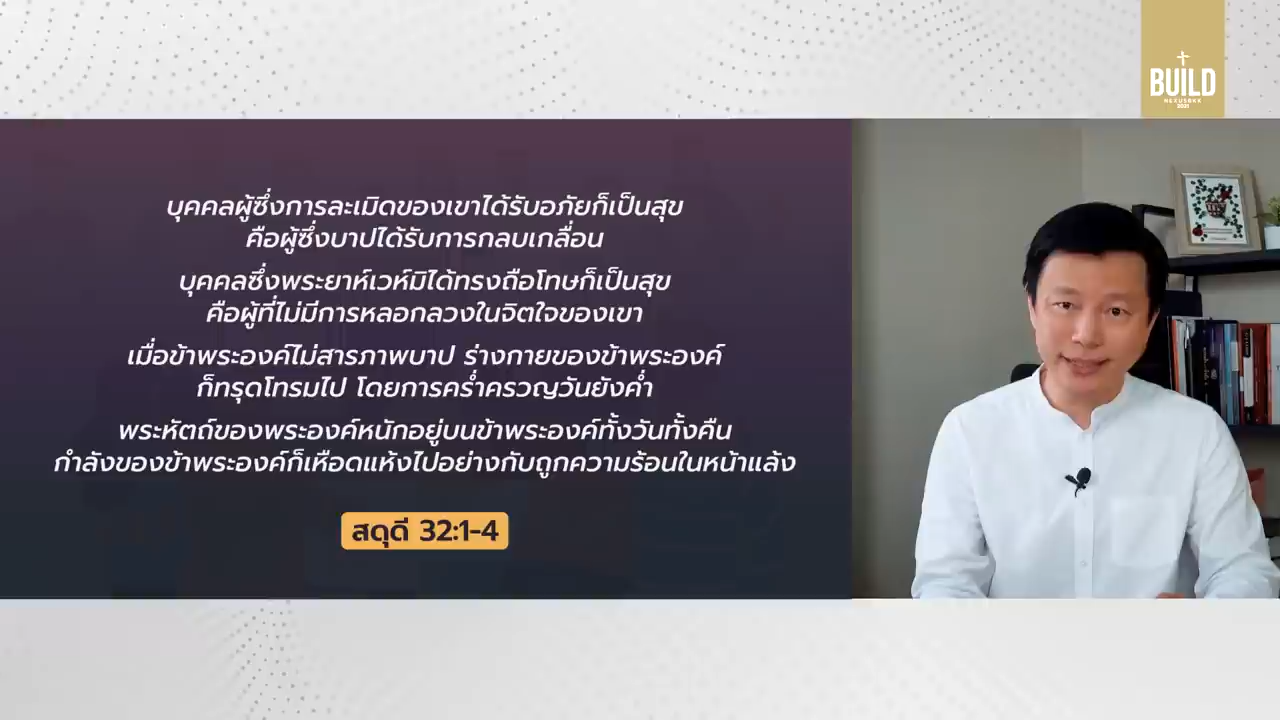 BUILD
NEXUSBKK
2021
บุคคลผู้ซึ่งการละเมิดของเขาได้รับอภัยก็เป็นสุข
คือผู้ซึ่งบาปได้รับการกลบเกลื่อน
บุคคลซึ่งพระยาห์เวห์มิได้ทรงถือโทษก็เป็นสุข
คือผู้ที่ไม่มีการหลอกลวงในจิตใจของเขา
เมื่อข้าพระองค์ไม่สารภาพบาป ร่างกายของข้าพระองค์
ก็ทรุดโทรมไป โดยการคร่ำครวญวันยังค่ำ
พระหัตถ์ของพระองค์หนักอยู่บนข้าพระองค์ทั้งวันทั้งคืน
กำลังของข้าพระองค์ก็เหือดแห้งไปอย่างกับถูกความร้อนในหน้าแล้ง
สดุดี 32:1-4